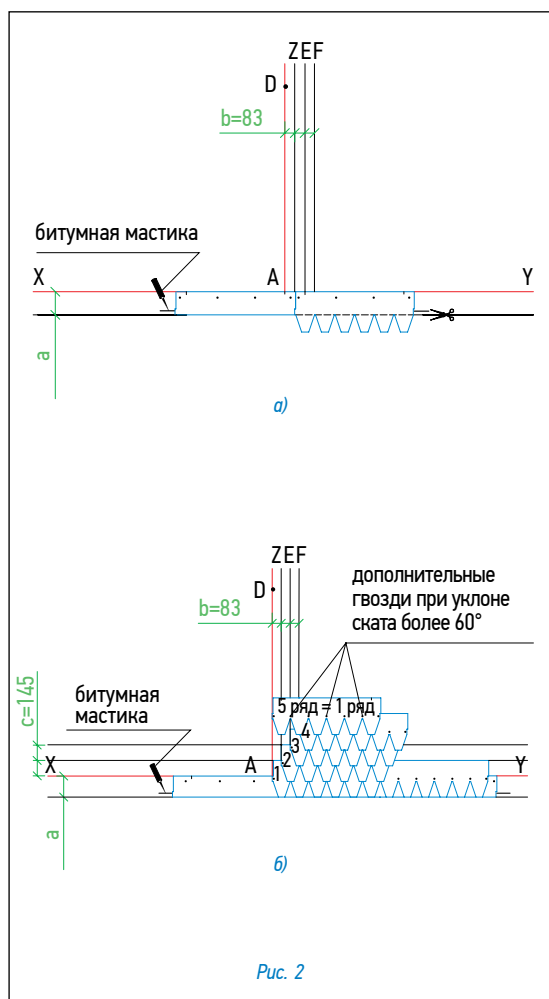 ZEF
D
b=83
битумная мастика
X
A
Y
a
а)
ZEF
D
b=83
дополнительные
гвозди при уклоне
ската более 60°
c=145
битумная
мастика
5 ряд = 1 ряд
4
3
2
1
X
A
Y
a
б)
Рис. 2